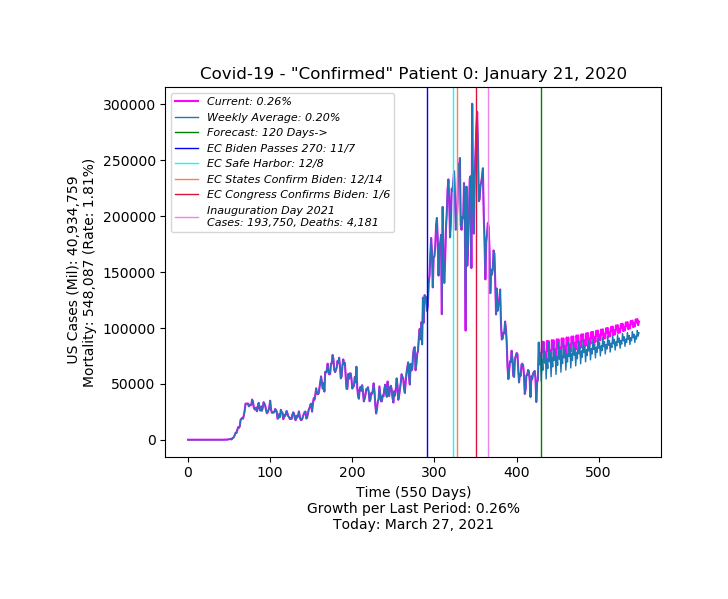 Covid-19 - "Confirmed" Patient 0: January 21, 2020
Current: 0.26%
Weekly Average: 0.20%
Forecast: 120 Days->
EC Biden Passes 270: 11/7
EC Safe Harbor: 12/8
EC States Confirm Biden: 12/14
EC Congress Confirms Biden: 1/6
Inauguration Day 2021
Cases: 193,750, Deaths: 4,181
US Cases (Mil): 40,934,759
Mortality: 548,087 (Rate: 1.81%)
300000
250000
200000
150000
100000
50000
0
0 100 200 300 400 500
Time (550 Days)
Growth per Last Period: 0.26%
Today: March 27, 2021